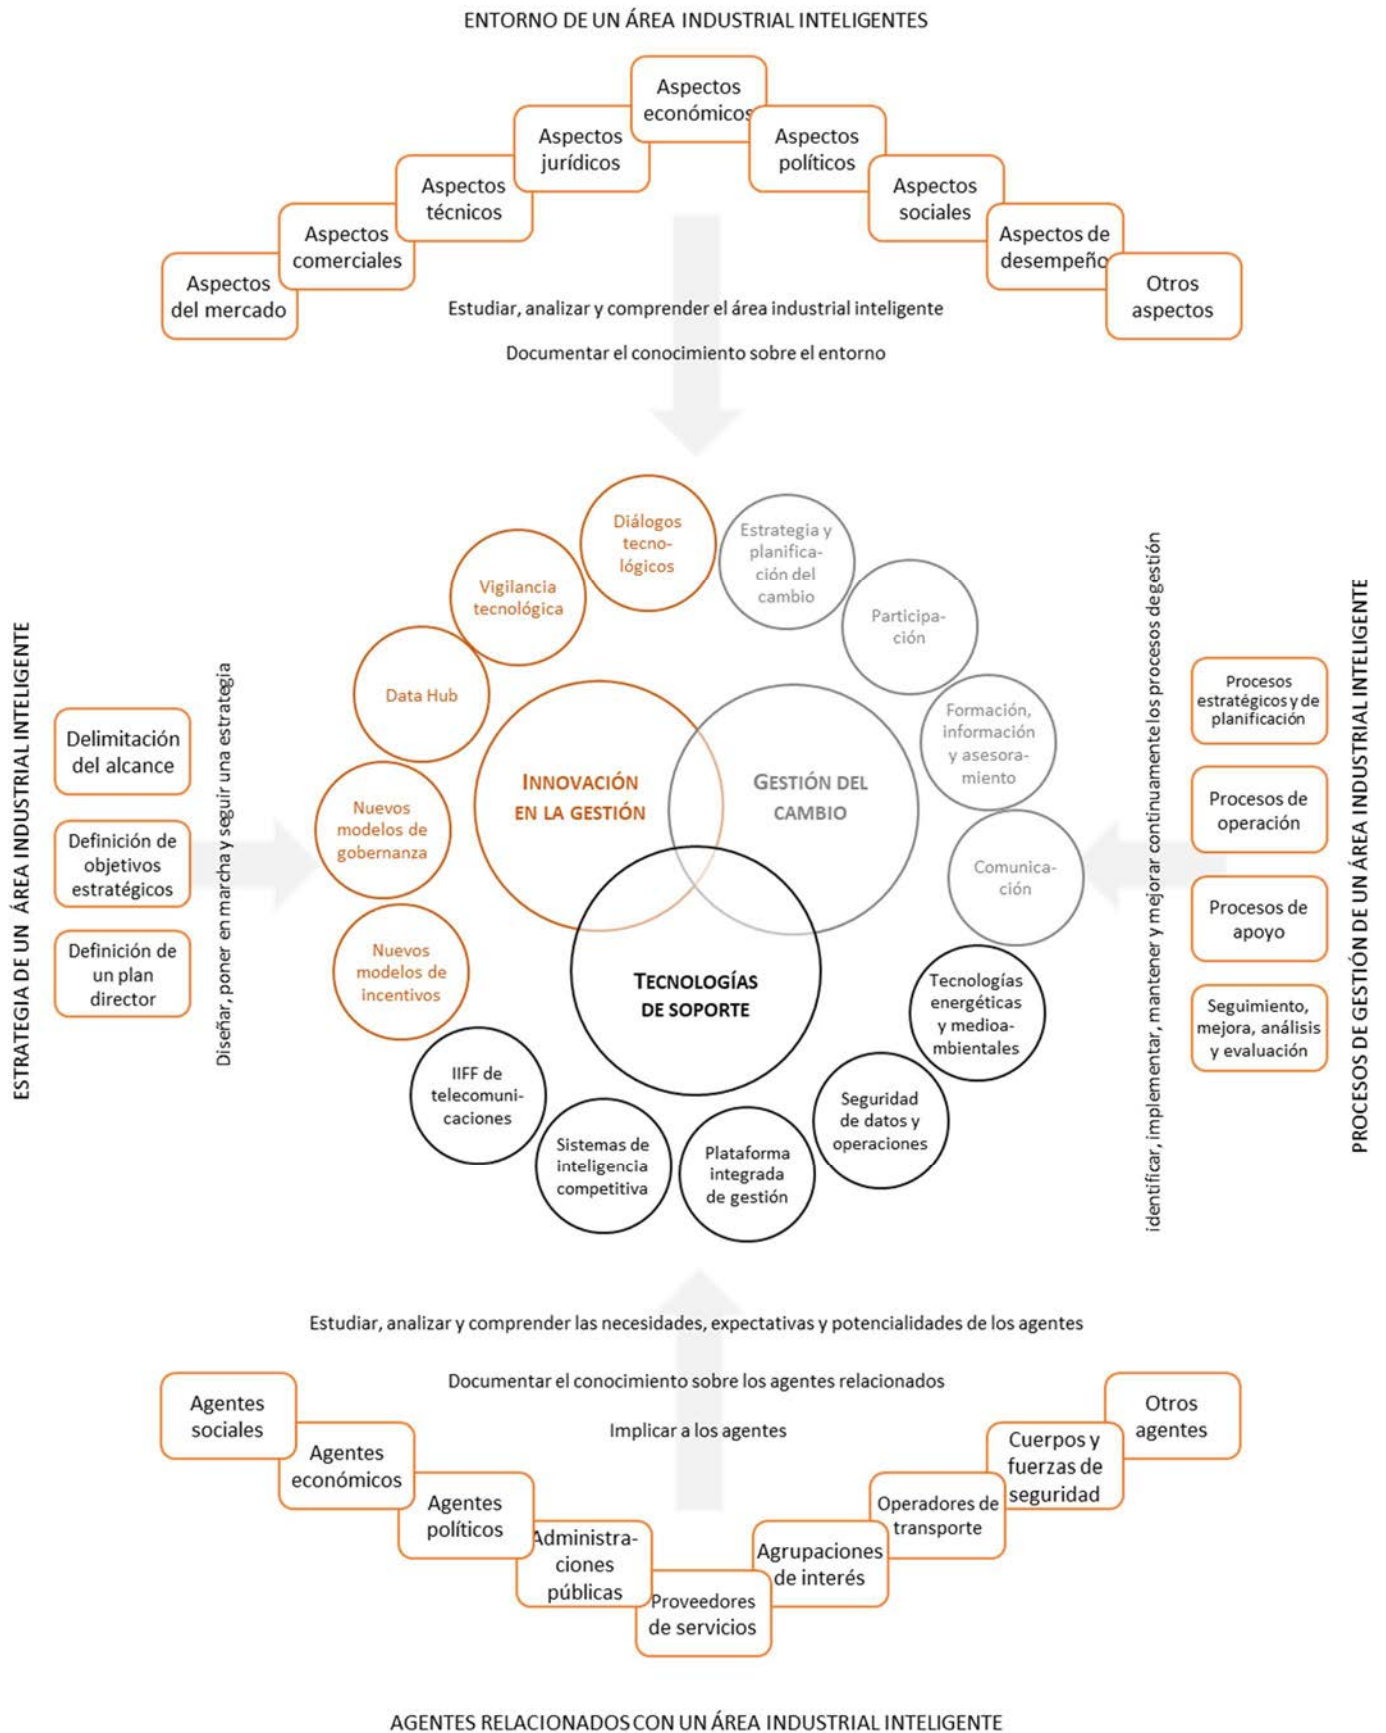 ENTORNO DE UN ÁREA INDUSTRIAL INTELIGENTES
Aspectos
económicos
Aspectos
jurídicos
Aspectos
políticos
Aspectos
técnicos
Aspectos
sociales
Aspectos
comerciales
Aspectos de
desempeño
Aspectos
del mercado
Otros
aspectos
Estudiar, analizar y comprender el área industrial inteligente
Documentar el conocimiento sobre el entorno
ESTRATEGIA DE UN ÁREA INDUSTRIAL INTELIGENTE
Delimitación
del alcance
Definición de
objetivos
estratégicos
Definición de
un plan
director
Diseñar, poner en marcha y seguir una estrategia
Diálogos
tecno-
lógicos
Vigilancia
tecnológica
Data Hub
Nuevos
modelos de
gobernanza
Nuevos
modelos de
incentivos
Estrategia y
planifica-
ción del
cambio
Participa-
ción
Formación,
información
y asesora-
miento
Comunica-
ción
INNOVACIÓN
EN LA GESTIÓN
GESTIÓN DEL
CAMBIO
TECNOLOGÍAS
DE SOPORTE
Tecnologías
energéticas
y medioa-
mbientales
Seguridad
de datos y
operaciones
Plataforma
integrada
de gestión
Sistemas de
inteligencia
competitiva
IIFF de
telecomuni-
caciones
identificar, implementar, mantener y mejorar continuamente los procesos de gestión
Procesos
estratégicos y de
planificación
Procesos de
operación
Procesos de
apoyo
Seguimiento,
mejora, análisis
y evaluación
PROCESOS DE GESTIÓN DE UN ÁREA INDUSTRIAL INTELIGENTE
Estudiar, analizar y comprender las necesidades, expectativas y potencialidades de los agentes
Documentar el conocimiento sobre los agentes relacionados
Implicar a los agentes
Agentes
sociales
Agentes
económicos
Agentes
políticos
Administra-
ciones
públicas
Proveedores
de servicios
Agrupaciones
de interés
Operadores de
transporte
Cuerpos y
fuerzas de
seguridad
Otros
agentes
AGENTES RELACIONADOS CON UN ÁREA INDUSTRIAL INTELIGENTE